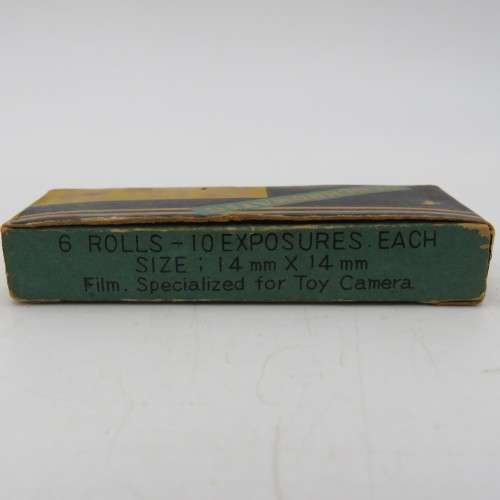 6 ROLLS - 10 EXPOSURES. EACH
SIZE ; 14 mm X 14 mm
Film. Specialized for Toy Camera